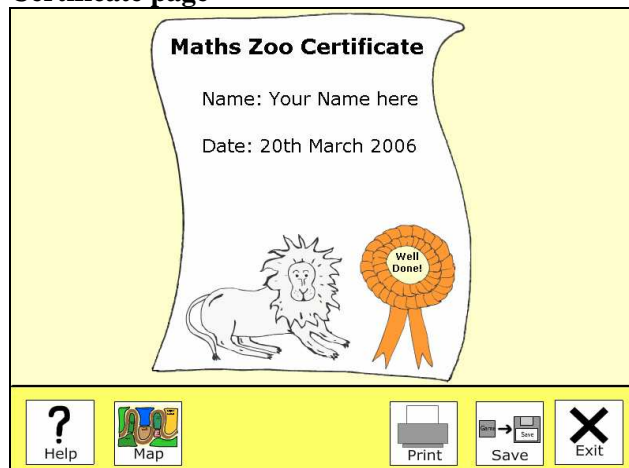 Certificate page
Maths Zoo Certificate
Name: Your Name here
Date: 20th March 2006
Well
Done!
Help
Map
Print
Game
Save
Save
Exit